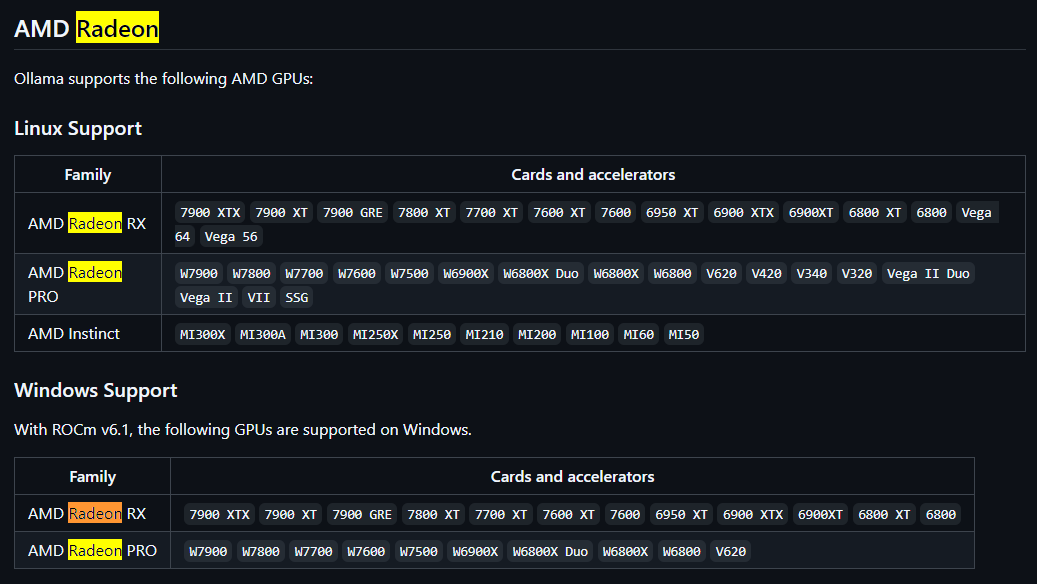 AMD Radeon
Ollama supports the following AMD GPUs:
Linux Support
Family Cards and accelerators
AMD Radeon RX 7900 XTX 7900 XT 7900 GRE 7800 XT 7700 XT 7600 XT 7600 6950 XT 6900 XTX 6900XT 6800 XT 6800 Vega
64 Vega 56
AMD Radeon W7900 W7800 W7700 W7600 W7500 W6900X W6800X Duo W6800X W6800 V620 V420 V340 V320 Vega II Duo
PRO Vega II VII SSG
AMD Instinct MI300X MI300A MI300 MI250X MI250 MI210 MI200 MI100 MI60 MI50
Windows Support
With ROCm v6.1, the following GPUs are supported on Windows.
Family Cards and accelerators
AMD Radeon RX 7900 XTX 7900 XT 7900 GRE 7800 XT 7700 XT 7600 XT 7600 6950 XT 6900 XTX 6900XT 6800 XT 6800
AMD Radeon PRO W7900 W7800 W7700 W7600 W7500 W6900X W6800X Duo W6800X W6800 V620